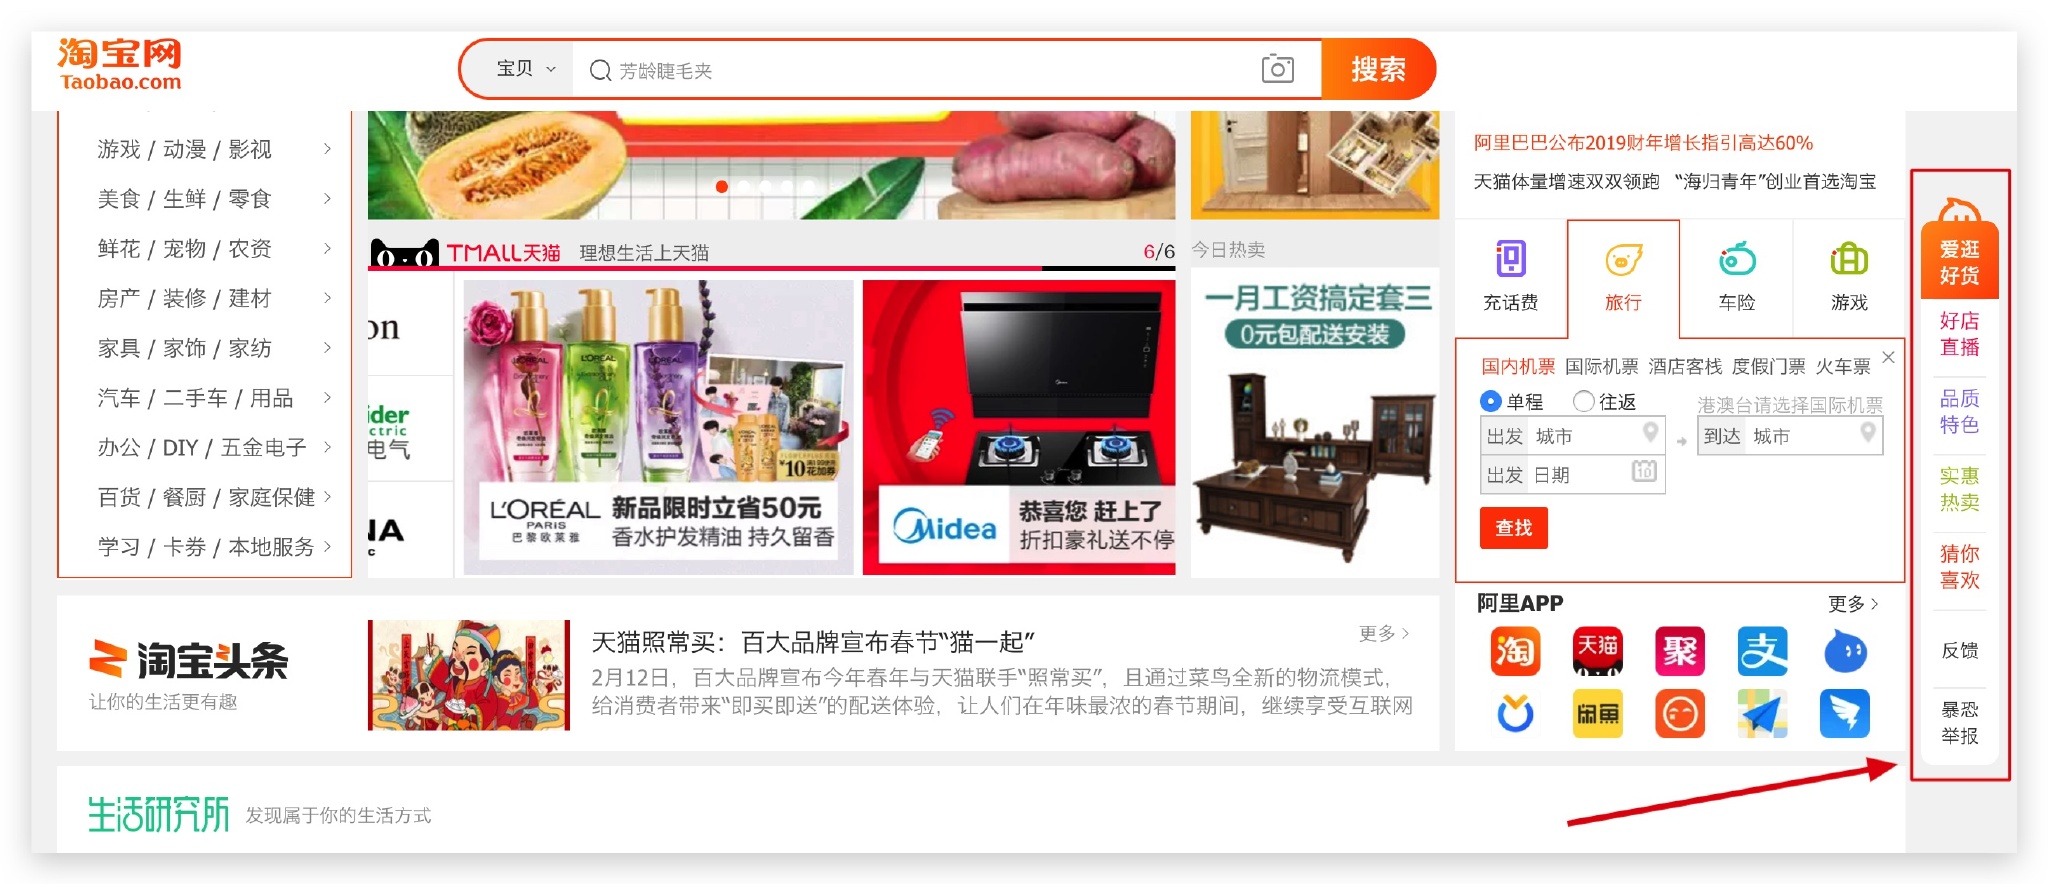 淘宝网
Taobao.com
宝贝
芳龄睫毛夹
搜索
游戏 / 动漫 / 影视
美食 / 生鲜 / 零食
鲜花 / 宠物 / 农资
房产 / 装修 / 建材
家具 / 家饰 / 家纺
汽车 / 二手车 / 用品
办公 / DIY / 五金电子
百货 / 餐厨 / 家庭保健
学习 / 卡券 / 本地服务
TMALL天猫 理想生活上天猫
6/6
on
ider
ctric
电气
NA
c
L'ORÉAL
PARIS
巴黎欧莱雅
新品限时立省50元
香水护发精油 持久留香
¥10
花加券
Midea
恭喜您 赶上了
折扣豪礼送不停
今日热卖
一月工资搞定套三
0元包配送安装
阿里巴巴公布2019财年增长指引高达60%
天猫体量增速双双领跑 “海归青年”创业首选淘宝
充话费
旅行
车险
游戏
国内机票 国际机票 酒店客栈 度假门票 火车票
单程
往返
港澳台请选择国际机票
出发 城市
到达 城市
出发 日期
10
查找
阿里APP
更多
淘
天猫
聚
支
闲鱼
淘宝头条
让你的生活更有趣
天猫照常买：百大品牌宣布春节“猫一起”
更多
2月12日，百大品牌宣布今年春年与天猫联手“照常买”，且通过菜鸟全新的物流模式，
给消费者带来“即买即送”的配送体验，让人们在年味最浓的春节期间，继续享受互联网
生活研究所
发现属于你的生活方式
爱逛
好货
好店
直播
品质
特色
实惠
热卖
猜你
喜欢
反馈
暴恐
举报